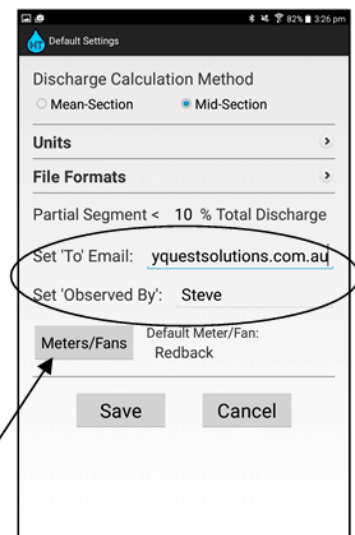 82% 3:26 pm
HT
Default Settings
Discharge Calculation Method
Mean-Section Mid-Section
Units
File Formats
Partial Segment < 10 % Total Discharge
Set 'To' Email: yquestsolutions.com.au
Set 'Observed By': Steve
Meters/Fans Default Meter/Fan:
Redback
Save Cancel